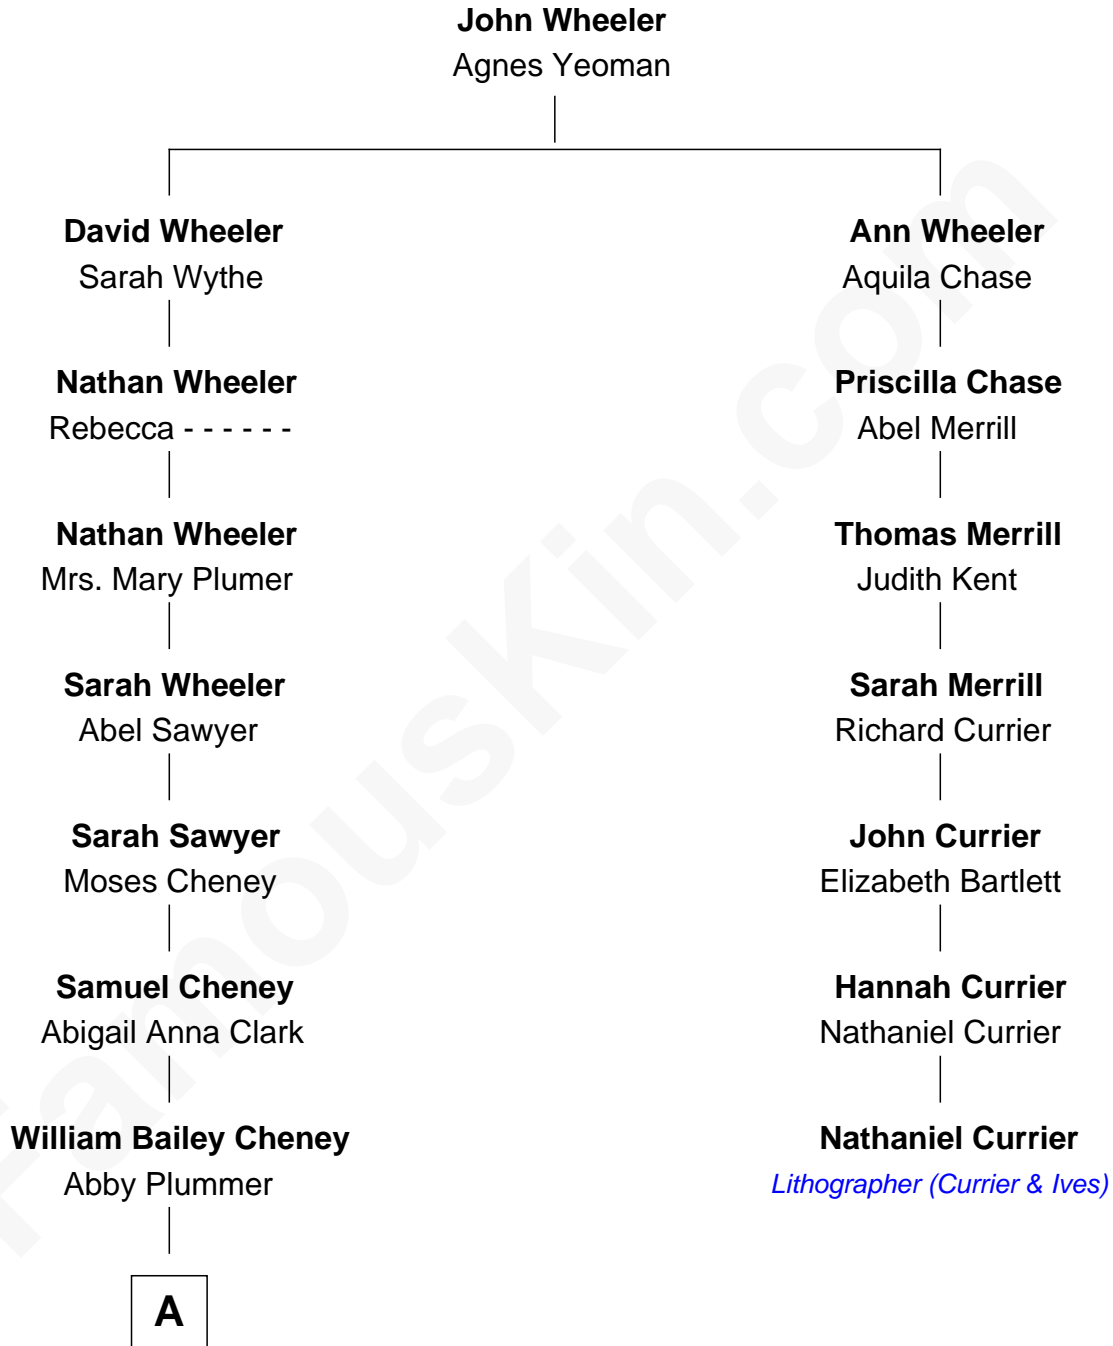 John Wheeler
Agnes Yeoman
David Wheeler
Sarah Wythe
Ann Wheeler
Aquila Chase
Nathan Wheeler
Rebecca - - - - - -
Priscilla Chase
Abel Merrill
Nathan Wheeler
Mrs. Mary Plumer
Thomas Merrill
Judith Kent
Sarah Wheeler
Abel Sawyer
Sarah Merrill
Richard Currier
Sarah Sawyer
Moses Cheney
John Currier
Elizabeth Bartlett
Samuel Cheney
Abigail Anna Clark
Hannah Currier
Nathaniel Currier
William Bailey Cheney
Abby Plummer
Nathaniel Currier
Lithographer (Currier & Ives)
A
FamousKin.com